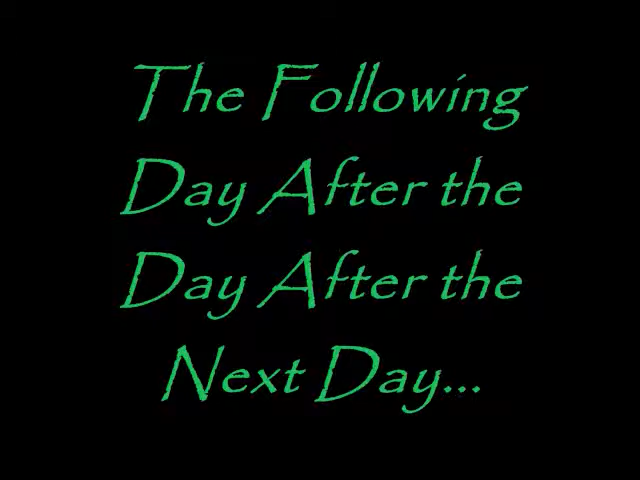 The Following
Day After the
Day After the
Next Day...